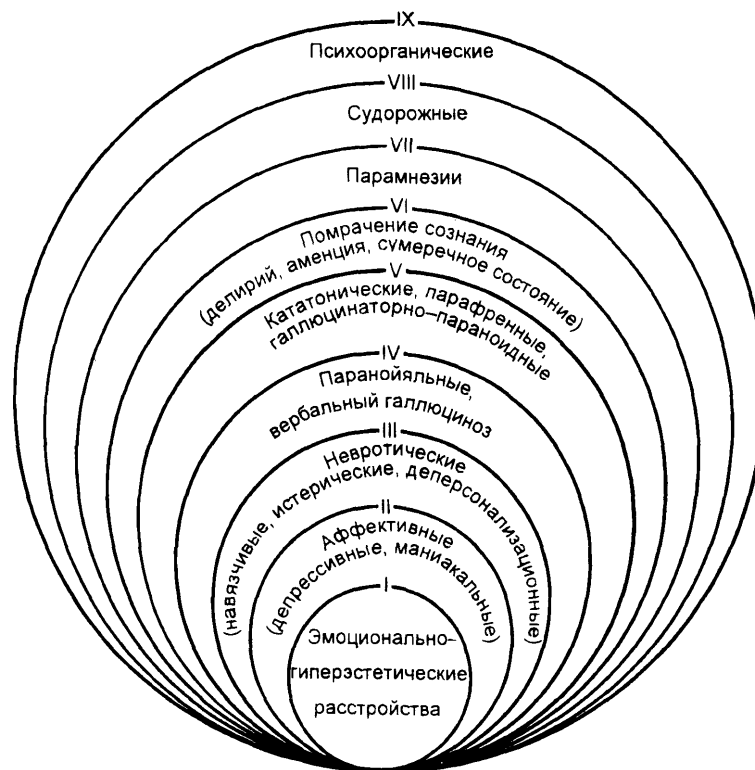 IX
Психоорганические
VIII
Судорожные
VII
Парамнезии
VI
Помрачение сознания
(делирий, аменция, сумеречное состояние)
V
Кататонические, парафренные,
галлюцинаторно–параноидные
IV
Паранойяльные,
вербальный галлюциноз
III
Невротические
(навязчивые, истерические, деперсонализационные)
II
Аффективные
(депрессивные, маниакальные)
I
Эмоционально–
гиперэстетические
расстройства